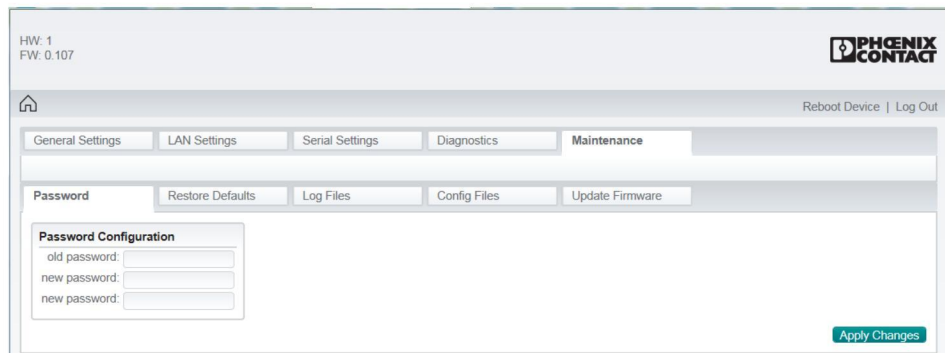 HW: 1
FW: 0.107
PHŒNIX
CONTACT
Reboot Device | Log Out
General Settings LAN Settings Serial Settings Diagnostics Maintenance
Password Restore Defaults Log Files Config Files Update Firmware
Password Configuration
old password:
new password:
new password:
Apply Changes